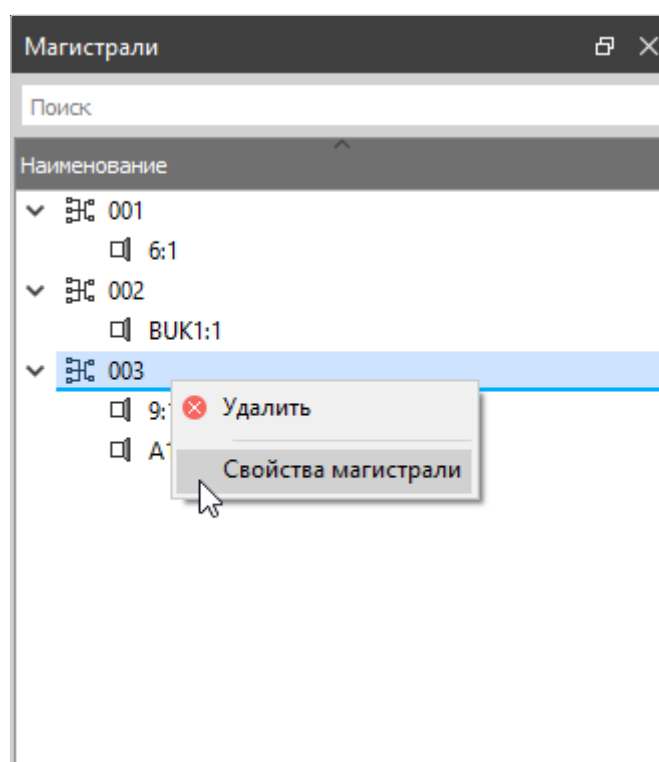 Магистрали
Поиск
Наименование
001
6:1
002
BUK1:1
003
Удалить
Свойства магистрали